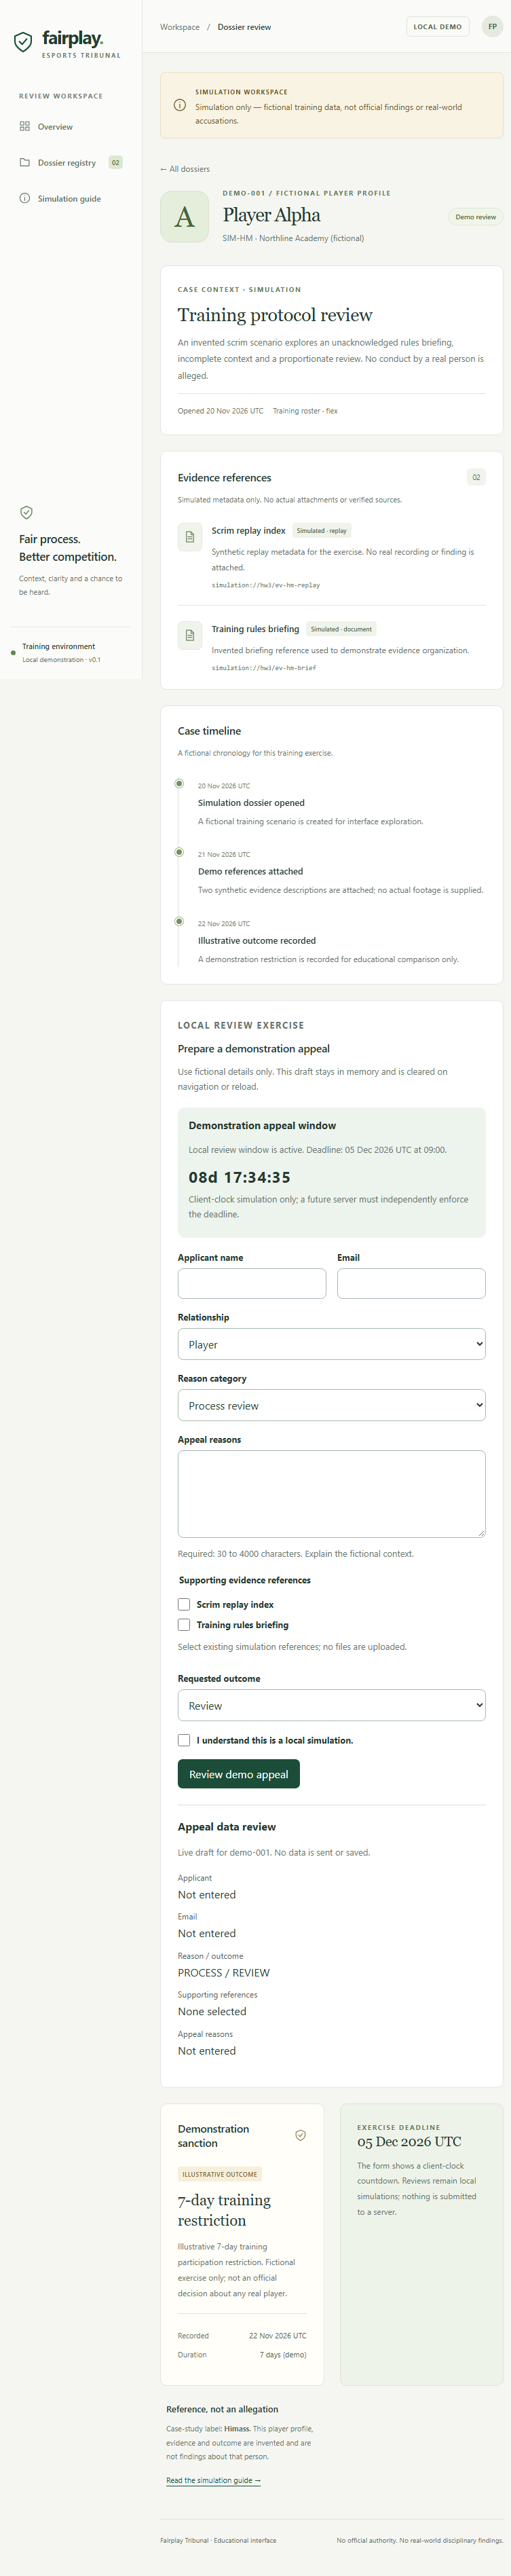 fairplay.
ESPORTS TRIBUNAL
REVIEW WORKSPACE
Overview
Dossier registry 02
Simulation guide
Fair process.
Better competition.
Context, clarity and a chance to
be heard.
Training environment
Local demonstration · v0.1
Workspace / Dossier review
LOCAL DEMO FP
SIMULATION WORKSPACE
Simulation only — fictional training data, not official findings or real-world
accusations.
← All dossiers
A
DEMO-001 / FICTIONAL PLAYER PROFILE
Player Alpha
SIM-HM · Northline Academy (fictional)
Demo review
CASE CONTEXT · SIMULATION
Training protocol review
An invented scrim scenario explores an unacknowledged rules briefing,
incomplete context and a proportionate review. No conduct by a real person is
alleged.
Opened 20 Nov 2026 UTC Training roster · flex
Evidence references 02
Simulated metadata only. No actual attachments or verified sources.
Scrim replay index Simulated · replay
Synthetic replay metadata for the exercise. No real recording or finding is
attached.
simulation://hw3/ev-hm-replay
Training rules briefing Simulated · document
Invented briefing reference used to demonstrate evidence organization.
simulation://hw3/ev-hm-brief
Case timeline
A fictional chronology for this training exercise.
20 Nov 2026 UTC
Simulation dossier opened
A fictional training scenario is created for interface exploration.
21 Nov 2026 UTC
Demo references attached
Two synthetic evidence descriptions are attached; no actual footage is supplied.
22 Nov 2026 UTC
Illustrative outcome recorded
A demonstration restriction is recorded for educational comparison only.
LOCAL REVIEW EXERCISE
Prepare a demonstration appeal
Use fictional details only. This draft stays in memory and is cleared on
navigation or reload.
Demonstration appeal window
Local review window is active. Deadline: 05 Dec 2026 UTC at 09:00.
08d 17:34:35
Client-clock simulation only; a future server must independently enforce
the deadline.
Applicant name Email
Relationship
Player
Reason category
Process review
Appeal reasons
Required: 30 to 4000 characters. Explain the fictional context.
Supporting evidence references
Scrim replay index
Training rules briefing
Select existing simulation references; no files are uploaded.
Requested outcome
Review
I understand this is a local simulation.
Review demo appeal
Appeal data review
Live draft for demo-001. No data is sent or saved.
Applicant
Not entered
Email
Not entered
Reason / outcome
PROCESS / REVIEW
Supporting references
None selected
Appeal reasons
Not entered
Demonstration
sanction
ILLUSTRATIVE OUTCOME
7-day training
restriction
Illustrative 7-day training
participation restriction. Fictional
exercise only; not an official
decision about any real player.
Recorded 22 Nov 2026 UTC
Duration 7 days (demo)
EXERCISE DEADLINE
05 Dec 2026 UTC
The form shows a client-clock
countdown. Reviews remain local
simulations; nothing is submitted
to a server.
Reference, not an allegation
Case-study label: Himass. This player profile,
evidence and outcome are invented and are
not findings about that person.
Read the simulation guide →
Fairplay Tribunal · Educational interface
No official authority. No real-world disciplinary findings.